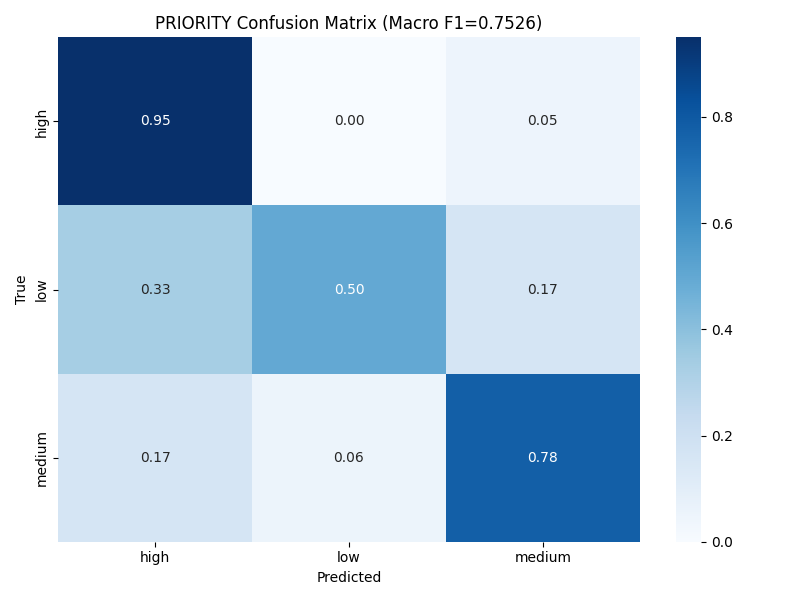 PRIORITY Confusion Matrix (Macro F1=0.7526)
high 0.95 0.00 0.05
low 0.33 0.50 0.17
medium 0.17 0.06 0.78
True
high low medium
Predicted
0.8
0.6
0.4
0.2
0.0